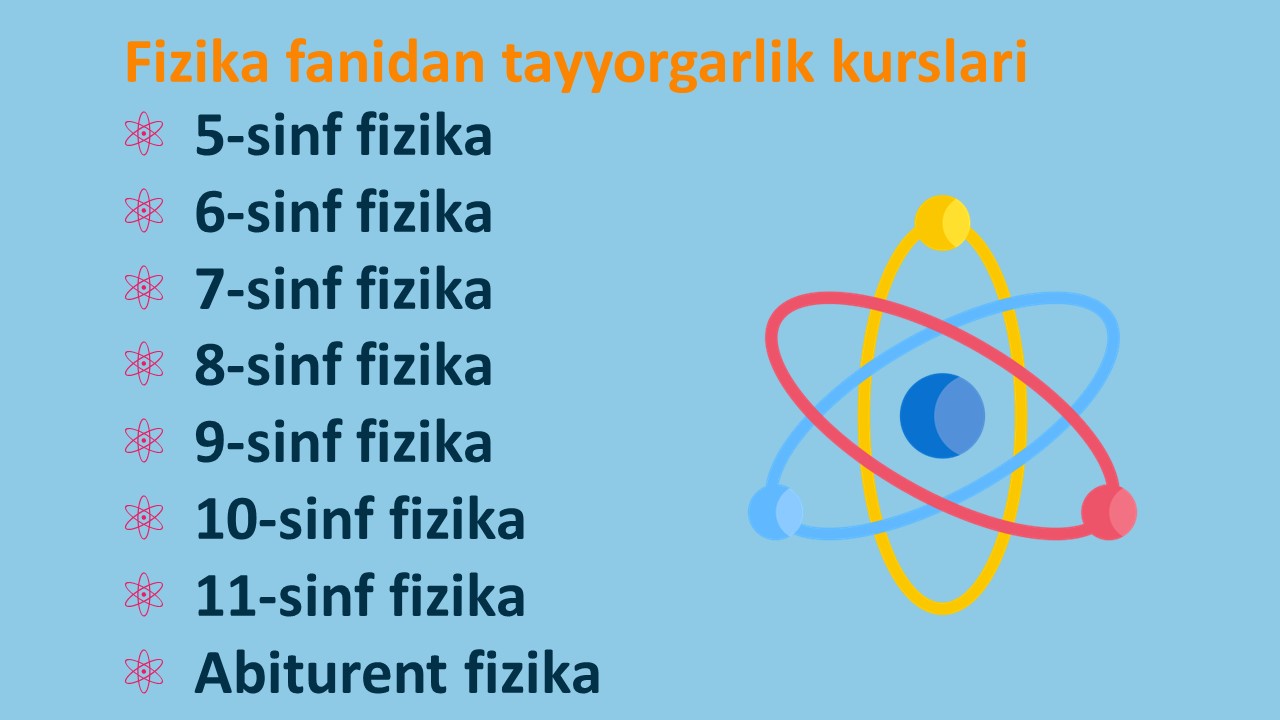 Fizika fanidan tayyorgarlik kurslari
5-sinf fizika
6-sinf fizika
7-sinf fizika
8-sinf fizika
9-sinf fizika
10-sinf fizika
11-sinf fizika
Abiturent fizika